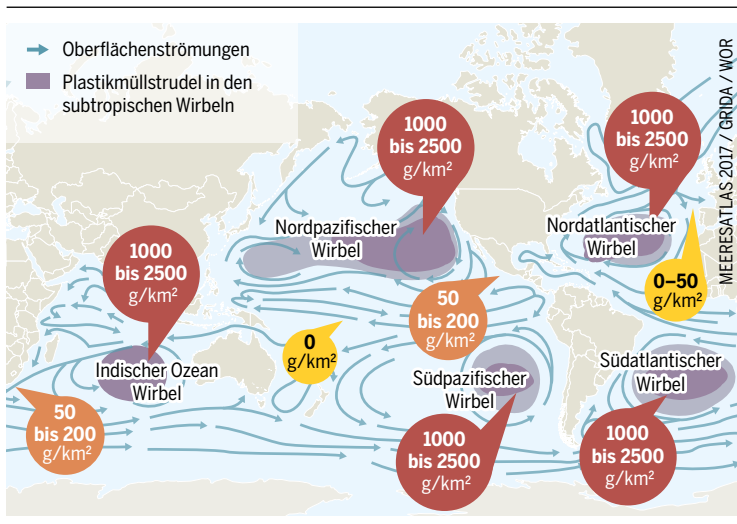 Oberflächenströmungen
Plastikmüllstrudel in den
subtropischen Wirbeln
1000
bis 2500
g/km²
1000
bis 2500
g/km²
Nordpazifischer
Wirbel
Nordatlantischer
Wirbel
1000
bis 2500
g/km²
0–50
g/km²
50
bis 200
g/km²
0
g/km²
Indischer Ozean
Wirbel
Südpazifischer
Wirbel
Südatlantischer
Wirbel
50
bis 200
g/km²
1000
bis 2500
g/km²
1000
bis 2500
g/km²
MEERESATLAS 2017 / GRIDA / WOR